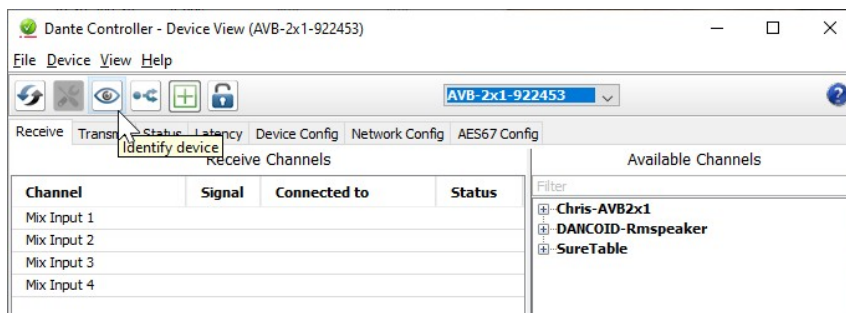 Dante Controller - Device View (AVB-2x1-922453)
File Device View Help
AVB-2x1-922453
?
Receive Transm Status Latency Device Config Network Config AES67 Config
Identify device
Receive Channels
Available Channels
Channel Signal Connected to Status
Filter
Mix Input 1
Mix Input 2
Mix Input 3
Mix Input 4
Chris-AVB2x1
DANCOID-Rmspeaker
SureTable